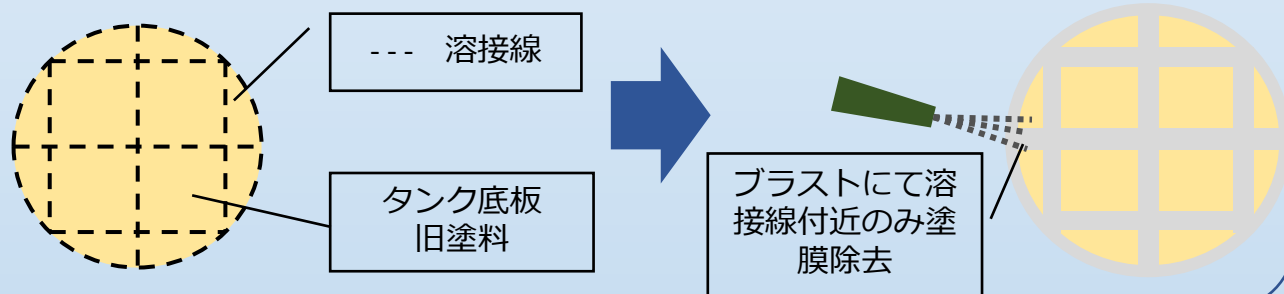 --- 溶接線
タンク底板
旧塗料
ブラストにて溶
接線付近のみ塗
膜除去